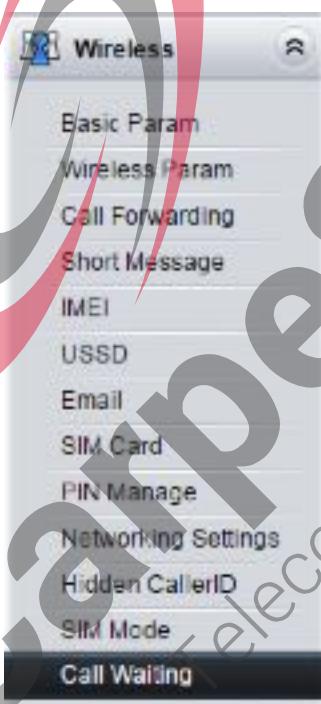 Wireless
Basic Param
Wireless Param
Call Forwarding
Short Message
IMEI
USSD
Email
SIM Card
PIN Manage
Networking Settings
Hidden CallerID
SIM Mode
Call Waiting